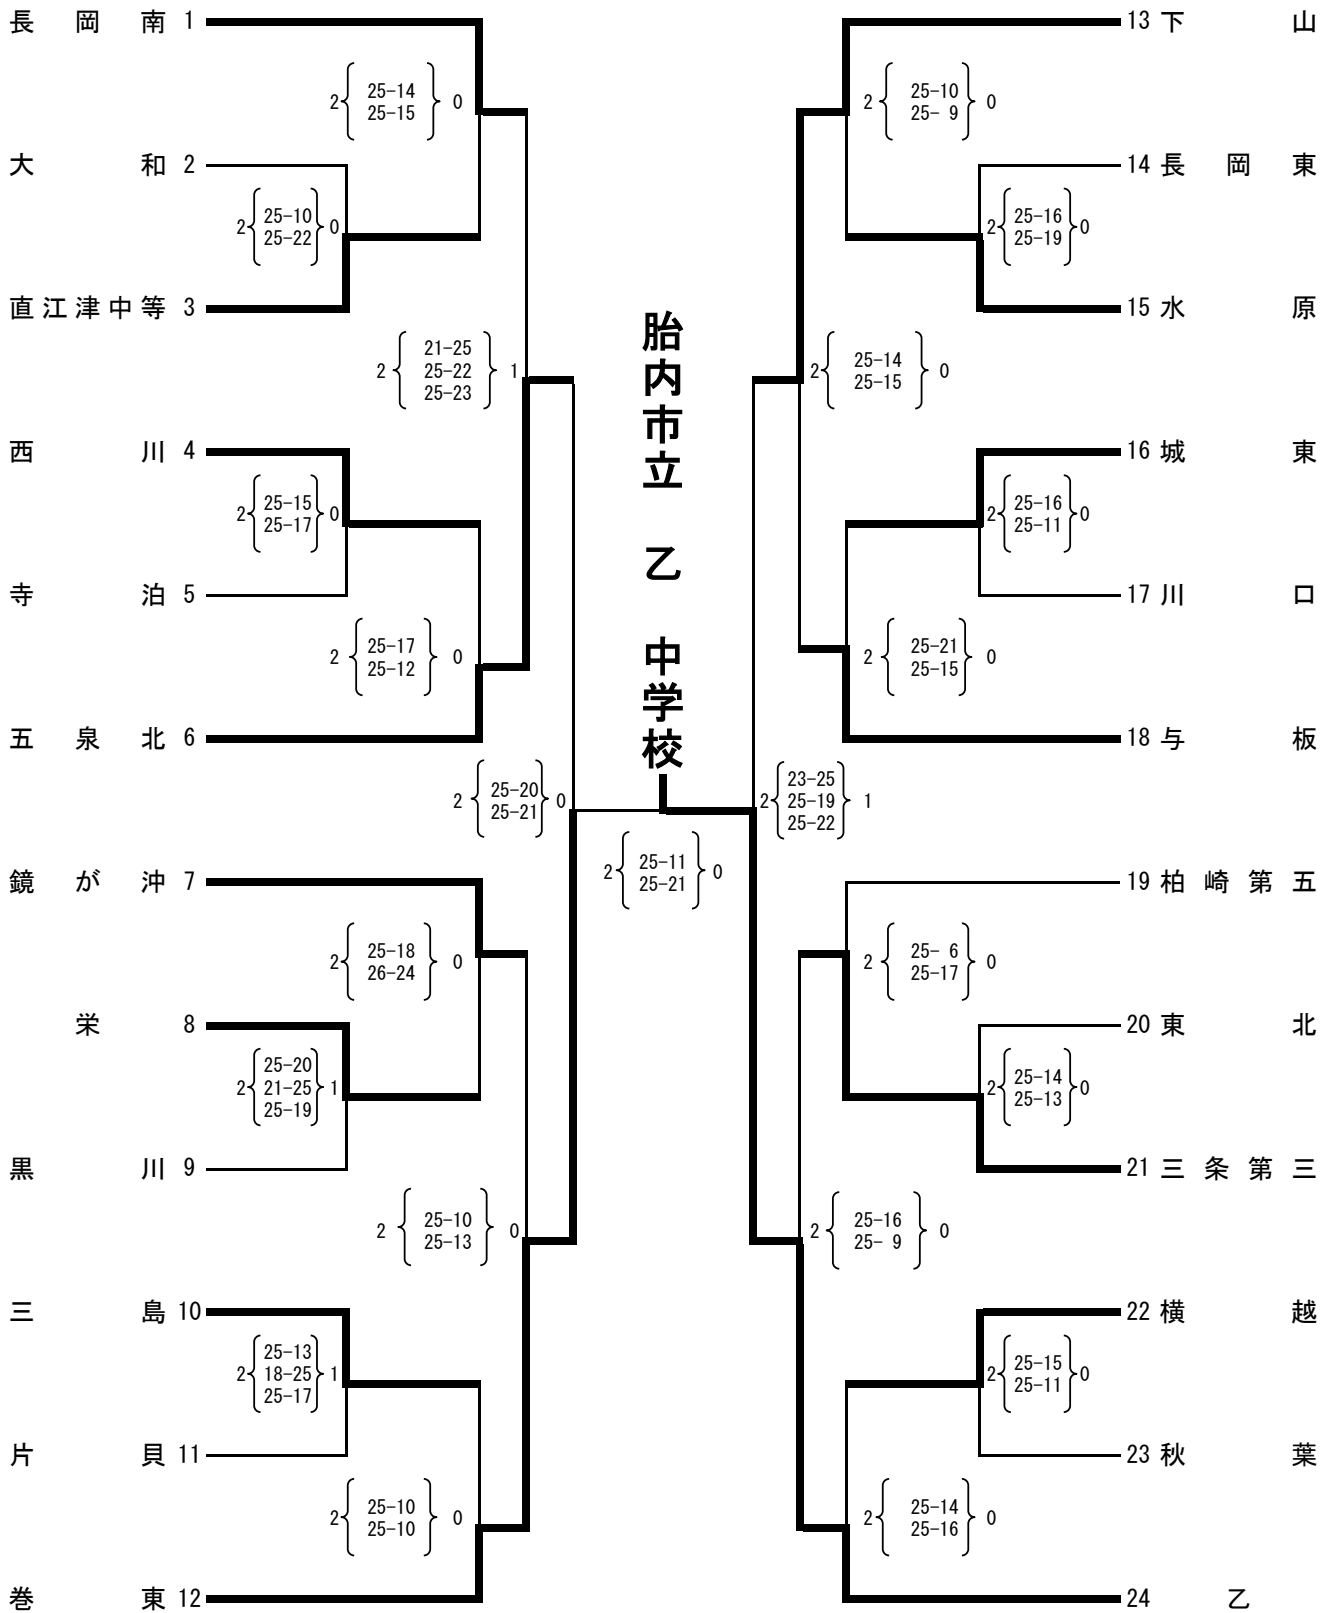 長岡南 1
2 25-14 0
25-15
大和 2
2 25-10 0
25-22
直江津中等 3
2 21-25 1
25-22
25-23
西川 4
2 25-15 0
25-17
寺泊 5
2 25-17 0
25-12
五泉北 6
2 25-20 0
25-21
鏡が沖 7
2 25-18 0
26-24
栄 8
2 25-20 1
21-25
25-19
黒川 9
2 25-10 0
25-13
三島 10
2 25-13 1
18-25
25-17
片貝 11
2 25-10 0
25-10
巻東 12
胎内市立 乙 中学校
2 25-11 0
25-21
13 下山
2 25-10 0
25- 9
14 長岡東
2 25-16 0
25-19
15 水原
2 25-14 0
25-15
16 城東
2 25-16 0
25-11
17 川口
2 25-21 0
25-15
18 与板
2 23-25 1
25-19
25-22
19 柏崎第五
2 25- 6 0
25-17
20 東北
2 25-14 0
25-13
21 三条第三
2 25-16 0
25- 9
22 横越
2 25-15 0
25-11
23 秋葉
2 25-14 0
25-16
24 乙